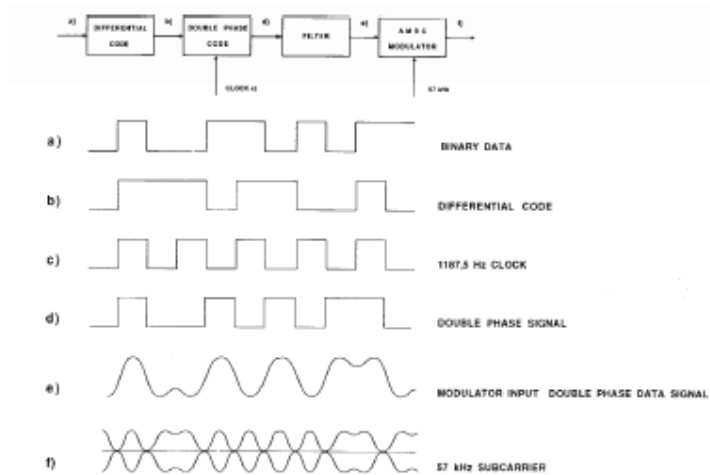 a)
DIFFERENTIAL
CODE
b)
DOUBLE PHASE
CODE
d)
FILTER
e)
AMSC
MODULATOR
f)
CLOCK c)
57 kHz
a)
BINARY DATA
b)
DIFFERENTIAL CODE
c)
1187,5 Hz CLOCK
d)
DOUBLE PHASE SIGNAL
e)
MODULATOR INPUT DOUBLE PHASE DATA SIGNAL
f)
57 kHz SUBCARRIER